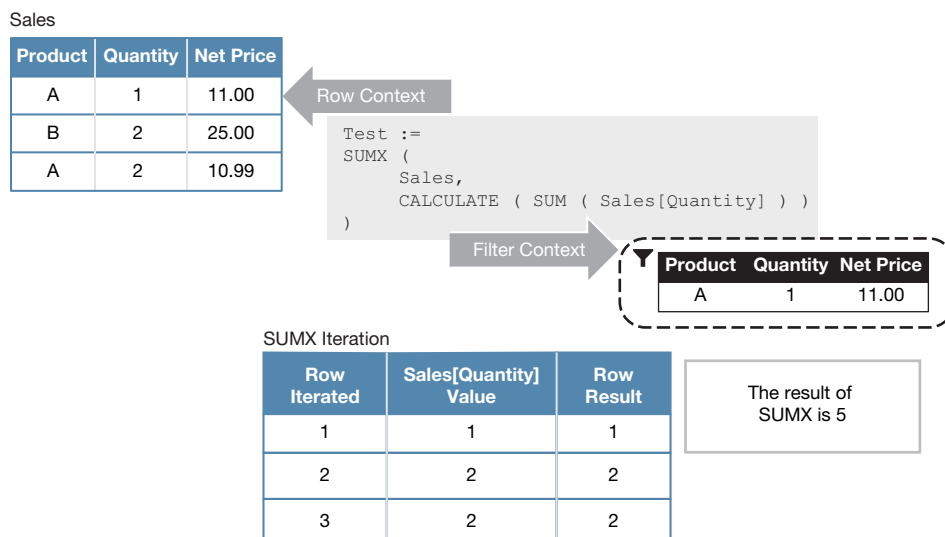 Sales
Product Quantity Net Price
A 1 11.00
B 2 25.00
A 2 10.99
Row Context
Test :=
SUMX (
Sales,
CALCULATE ( SUM ( Sales[Quantity] ) )
)
Filter Context
Product Quantity Net Price
A 1 11.00
SUMX Iteration
Row Iterated Sales[Quantity] Value Row Result
1 1 1
2 2 2
3 2 2
The result of
SUMX is 5